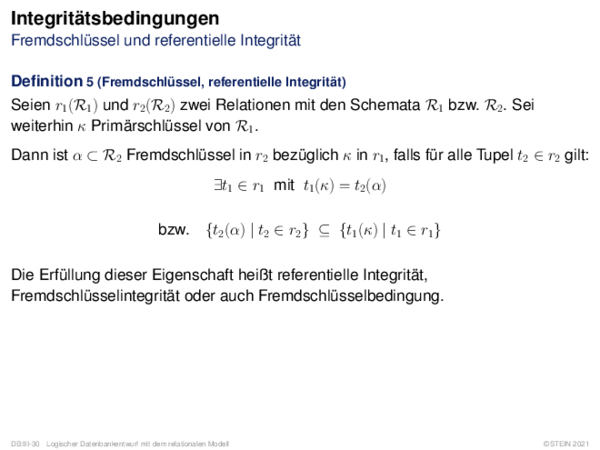 Integritätsbedingungen
Fremdschlüssel und referentielle Integrität
Definition 5 (Fremdschlüssel, referentielle Integrität)
Seien r₁(ℛ₁) und r₂(ℛ₂) zwei Relationen mit den Schemata ℛ₁ bzw. ℛ₂. Sei
weiterhin κ Primärschlüssel von ℛ₁.
Dann ist α ⊂ ℛ₂ Fremdschlüssel in r₂ bezüglich κ in r₁, falls für alle Tupel t₂ ∈ r₂ gilt:
∃t₁ ∈ r₁ mit t₁(κ) = t₂(α)
bzw. {t₂(α) | t₂ ∈ r₂} ⊆ {t₁(κ) | t₁ ∈ r₁}
Die Erfüllung dieser Eigenschaft heißt referentielle Integrität,
Fremdschlüsselintegrität oder auch Fremdschlüsselbedingung.
DB:III-30 Logischer Datenbankentwurf mit dem relationalen Modell ©STEIN 2021